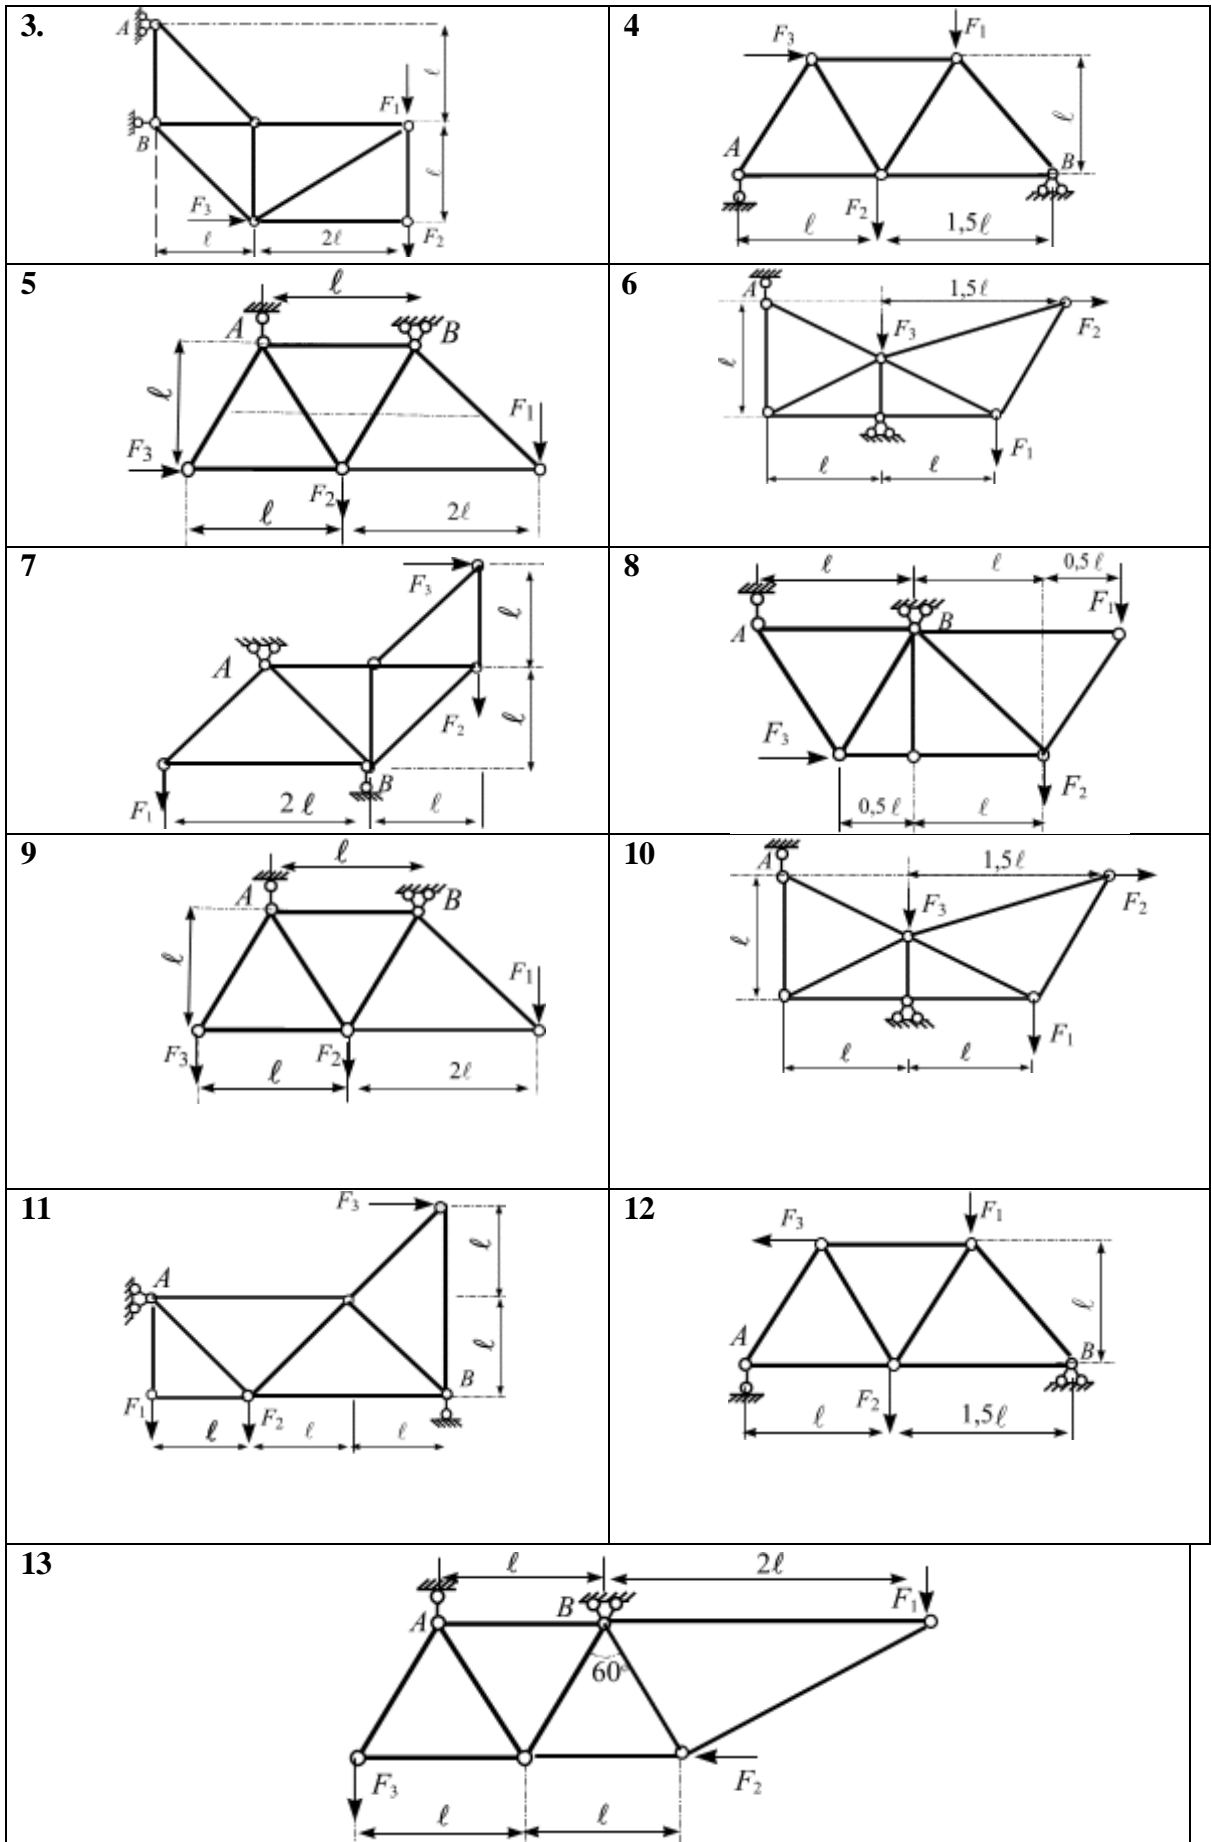 3.
A
ℓ
F₁
B
ℓ
F₃
ℓ
2ℓ
F₂
4
F₃
F₁
ℓ
A
B
F₂
ℓ
1,5ℓ
5
ℓ
A
B
ℓ
F₁
F₃
F₂
ℓ
2ℓ
6
A
1,5ℓ
F₃
F₂
ℓ
F₁
ℓ
ℓ
7
F₃
ℓ
A
F₂
ℓ
B
F₁
2ℓ
ℓ
8
ℓ
ℓ
0,5ℓ
F₁
A
B
F₃
F₂
0,5ℓ
ℓ
9
ℓ
A
B
ℓ
F₁
F₃
F₂
ℓ
2ℓ
10
A
1,5ℓ
F₃
F₂
ℓ
F₁
ℓ
ℓ
11
F₃
ℓ
A
ℓ
B
F₁
F₂
ℓ
ℓ
ℓ
12
F₃
F₁
ℓ
A
B
F₂
ℓ
1,5ℓ
13
ℓ
2ℓ
A
B
F₁
60°
F₃
F₂
ℓ
ℓ